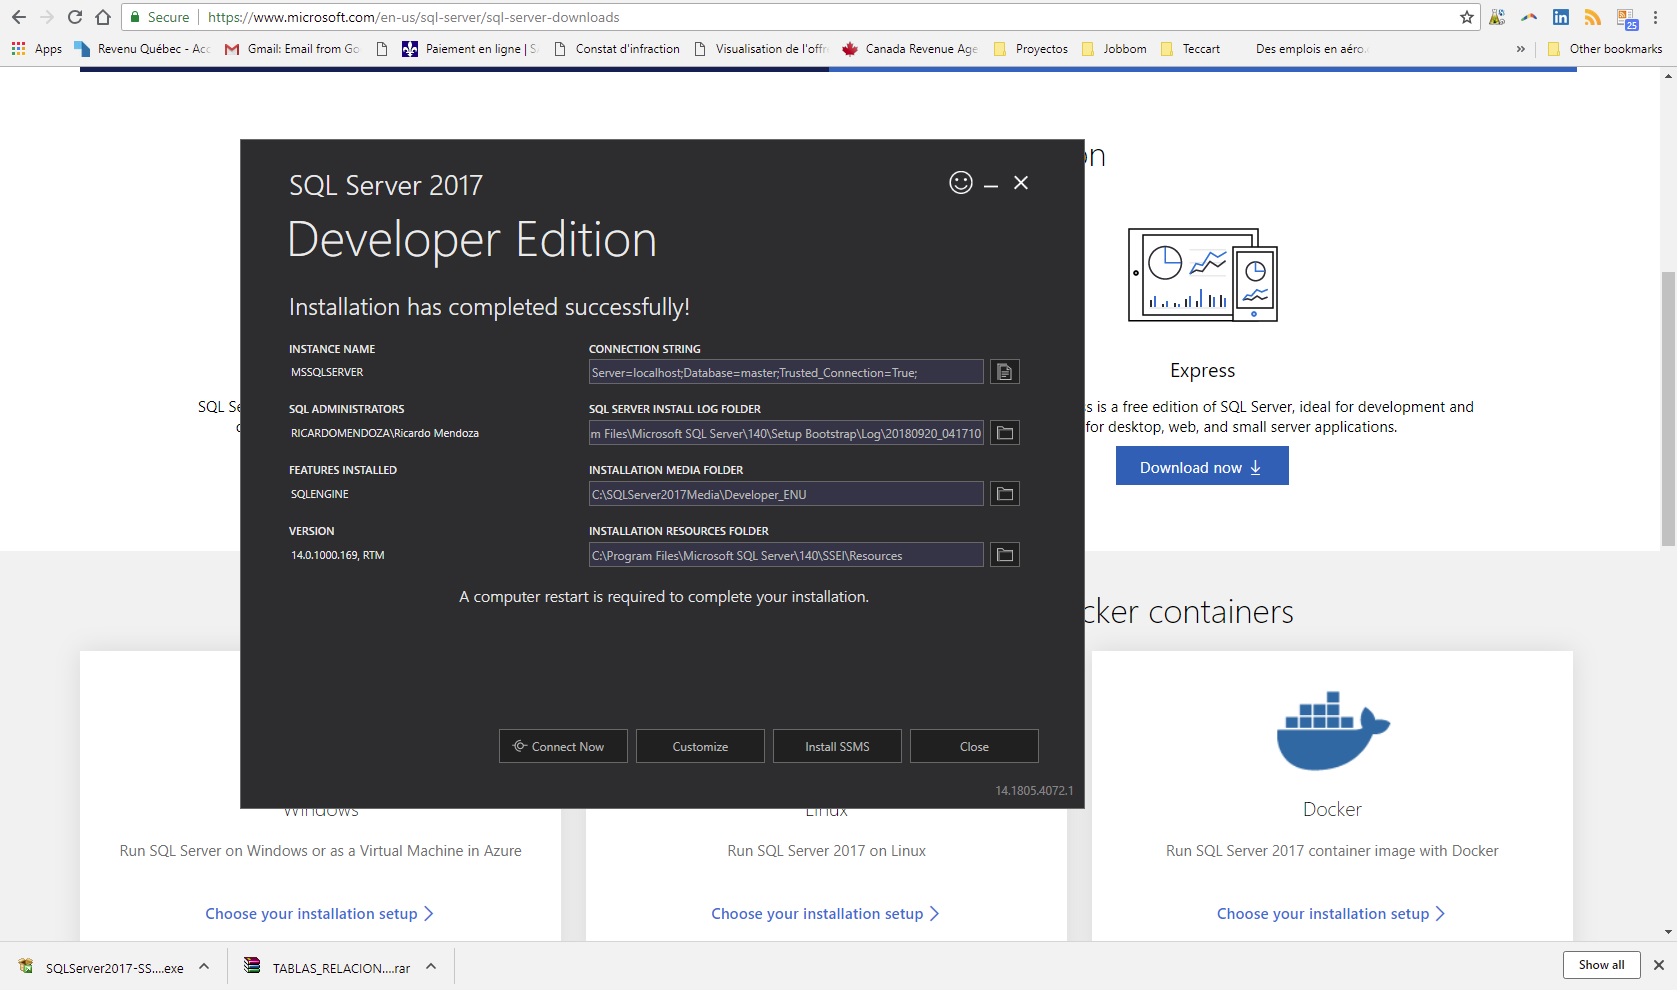 Secure
https://www.microsoft.com/en-us/sql-server/sql-server-downloads
25
Apps
Revenu Québec - Acc
Gmail: Email from Go
Paiement en ligne | S
Constat d'infraction
Visualisation de l'offr
Canada Revenue Age
Proyectos
Jobbom
Teccart
Des emplois en aéro.
»
Other bookmarks
on
SQL Server 2017
Developer Edition
Installation has completed successfully!
INSTANCE NAME
MSSQLSERVER
CONNECTION STRING
Server=localhost;Database=master;Trusted_Connection=True;
SQL ADMINISTRATORS
RICARDOMENDOZA\Ricardo Mendoza
SQL SERVER INSTALL LOG FOLDER
m Files\Microsoft SQL Server\140\Setup Bootstrap\Log\20180920_041710
FEATURES INSTALLED
SQLENGINE
INSTALLATION MEDIA FOLDER
C:\SQLServer2017Media\Developer_ENU
VERSION
14.0.1000.169, RTM
INSTALLATION RESOURCES FOLDER
C:\Program Files\Microsoft SQL Server\140\SSEI\Resources
A computer restart is required to complete your installation.
Connect Now
Customize
Install SSMS
Close
14.1805.4072.1
SQL Se
Express
s is a free edition of SQL Server, ideal for development and
for desktop, web, and small server applications.
Download now
cker containers
Windows
Run SQL Server on Windows or as a Virtual Machine in Azure
Choose your installation setup
Linux
Run SQL Server 2017 on Linux
Choose your installation setup
Docker
Run SQL Server 2017 container image with Docker
Choose your installation setup
SQLServer2017-SS....exe
TABLAS_RELACION....rar
Show all